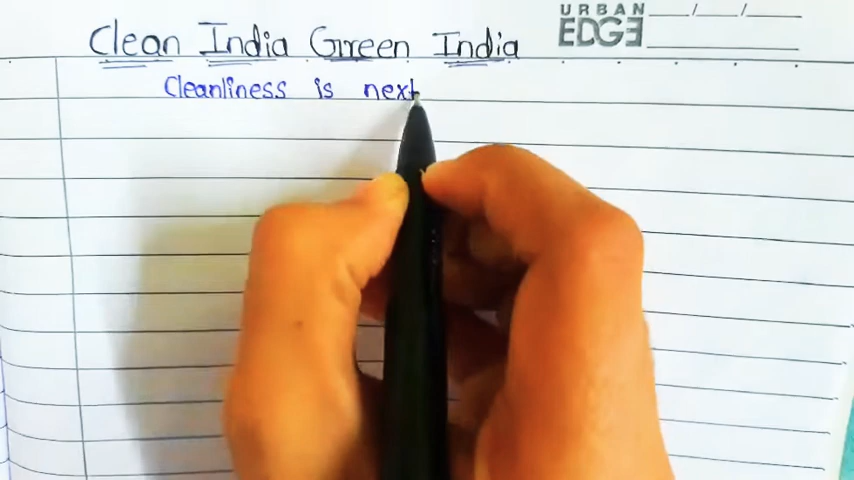 URBAN
EDGE
Clean India Green India
Cleanliness is next